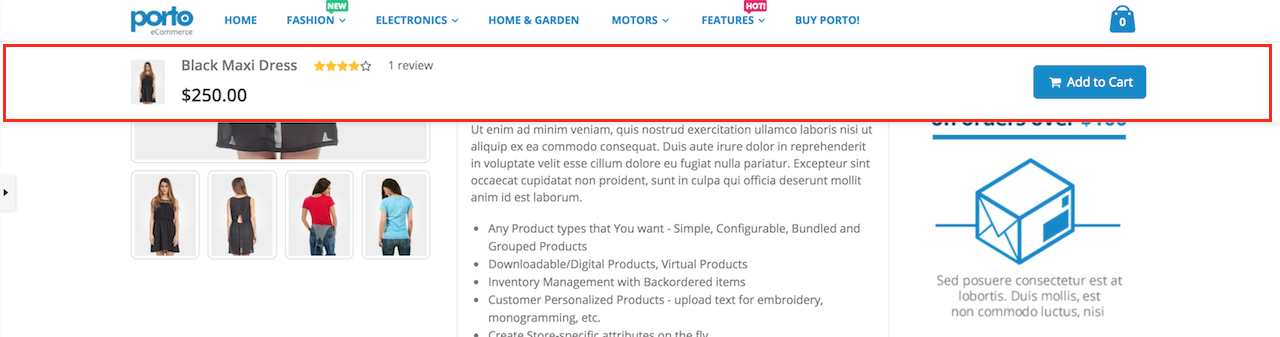 NEW
HOT!
porto
eCommerce
HOME FASHION ELECTRONICS HOME & GARDEN MOTORS FEATURES BUY PORTO!
0
Black Maxi Dress 1 review
$250.00
Add to Cart
Ut enim ad minim veniam, quis nostrud exercitation ullamco laboris nisi ut
aliquip ex ea commodo consequat. Duis aute irure dolor in reprehenderit
in voluptate velit esse cillum dolore eu fugiat nulla pariatur. Excepteur sint
occaecat cupidatat non proident, sunt in culpa qui officia deserunt mollit
anim id est laborum.
Any Product types that You want - Simple, Configurable, Bundled and
Grouped Products
Downloadable/Digital Products, Virtual Products
Inventory Management with Backordered items
Customer Personalized Products - upload text for embroidery,
monogramming, etc.
Create Store-specific attributes on the fly
on orders over $100
Sed posuere consectetur est at
lobortis. Duis mollis, est
non commodo luctus, nisi